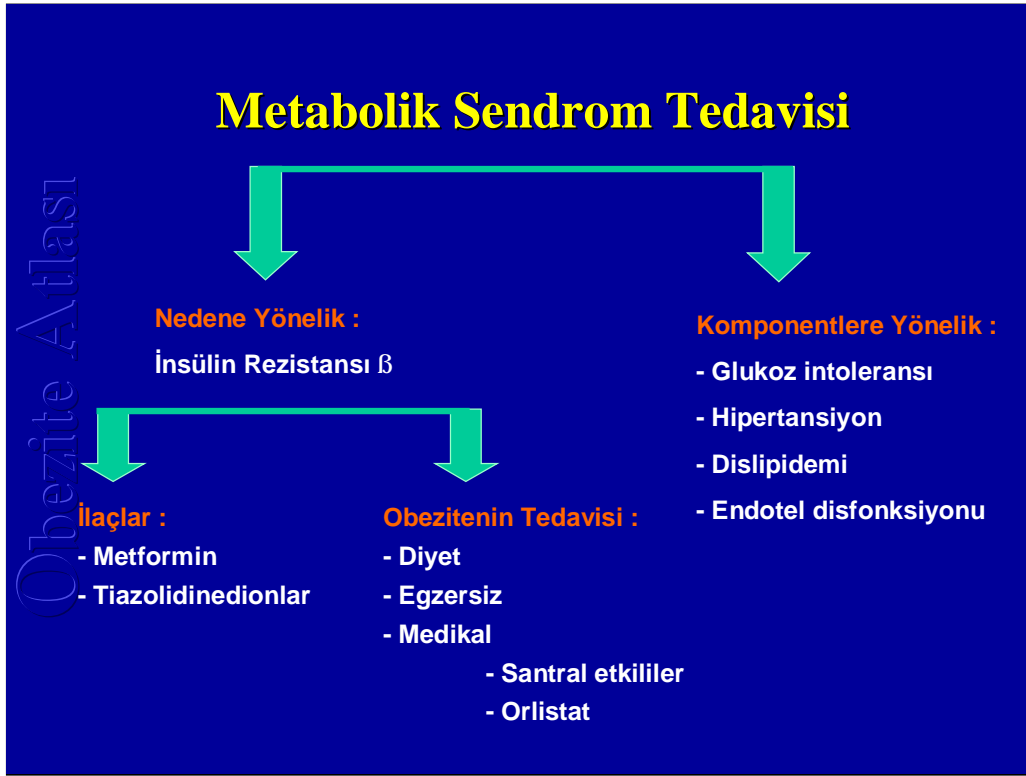 Metabolik Sendrom Tedavisi
Obezite Atlası
Nedene Yönelik :
İnsülin Rezistansı ß
Komponentlere Yönelik :
- Glukoz intoleransı
- Hipertansiyon
- Dislipidemi
- Endotel disfonksiyonu
İlaçlar :
- Metformin
- Tiazolidinedionlar
Obezitenin Tedavisi :
- Diyet
- Egzersiz
- Medikal
- Santral etkililer
- Orlistat